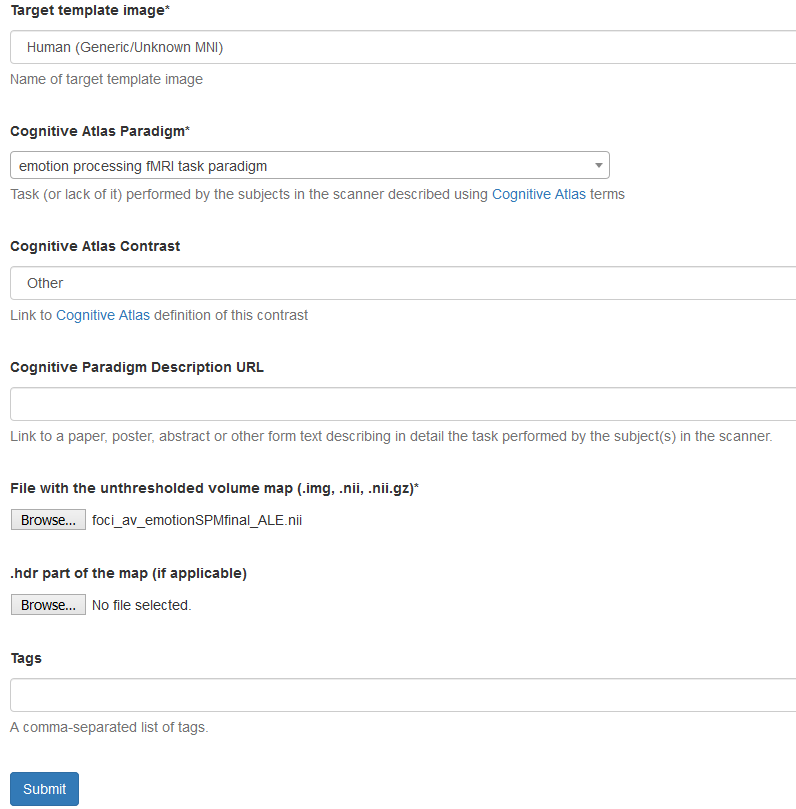 Target template image*
Human (Generic/Unknown MNI)
Name of target template image
Cognitive Atlas Paradigm*
emotion processing fMRI task paradigm
Task (or lack of it) performed by the subjects in the scanner described using Cognitive Atlas terms
Cognitive Atlas Contrast
Other
Link to Cognitive Atlas definition of this contrast
Cognitive Paradigm Description URL
Link to a paper, poster, abstract or other form text describing in detail the task performed by the subject(s) in the scanner.
File with the unthresholded volume map (.img, .nii, .nii.gz)*
Browse... foci_av_emotionSPMfinal_ALE.nii
.hdr part of the map (if applicable)
Browse... No file selected.
Tags
A comma-separated list of tags.
Submit